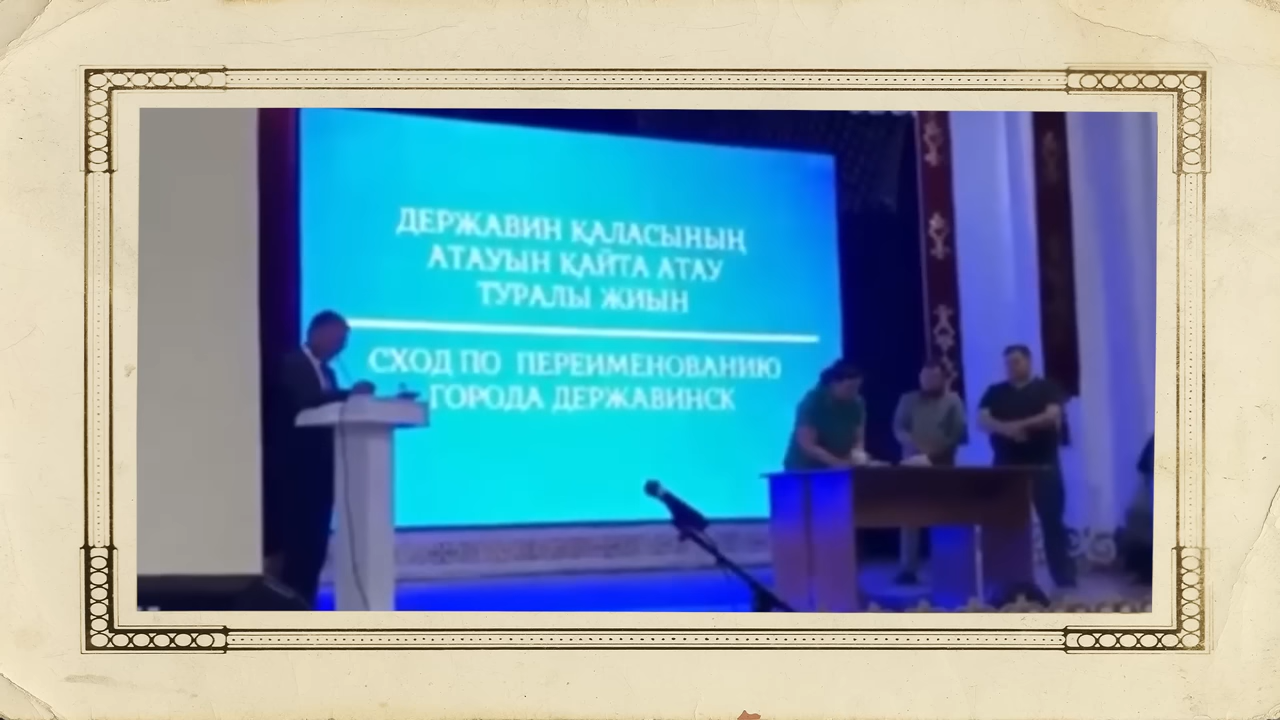 ДЕРЖАВИН ҚАЛАСЫНЫҢ
АТАУЫН ҚАЙТА АТАУ
ТУРАЛЫ ЖИЫН
СХОД ПО ПЕРЕИМЕНОВАНИЮ
ГОРОДА ДЕРЖАВИНСК